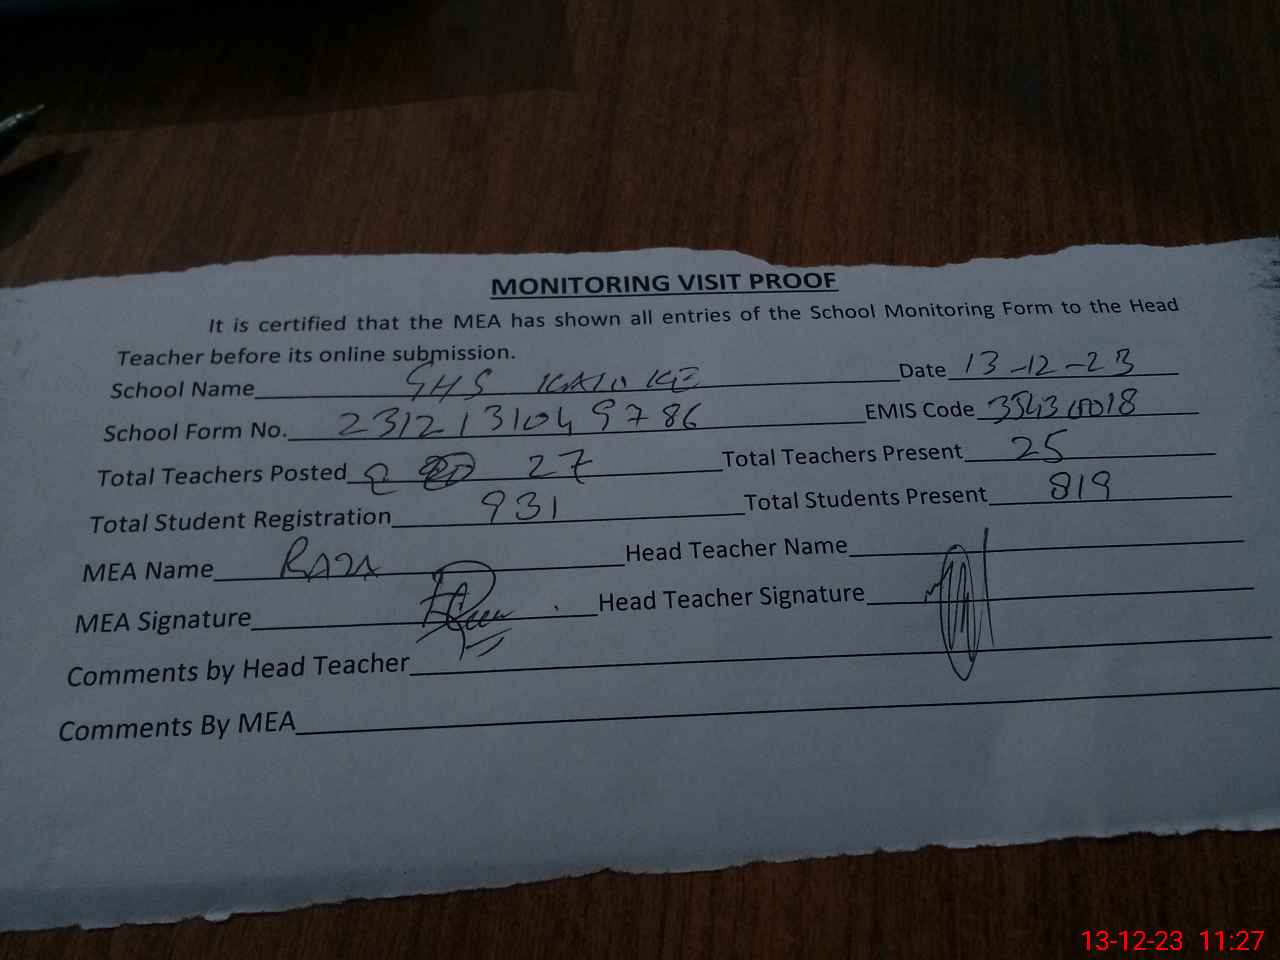 MONITORING VISIT PROOF
It is certified that the MEA has shown all entries of the School Monitoring Form to the Head
Teacher before its online submission.
School Name GHS KALO KE Date 13-12-23
School Form No. 2312131049786 EMIS Code
Total Teachers Posted 27 Total Teachers Present 25
Total Student Registration 931 Total Students Present 819
MEA Name RAZA Head Teacher Name
MEA Signature Head Teacher Signature
Comments by Head Teacher
Comments By MEA
13-12-23 11:27